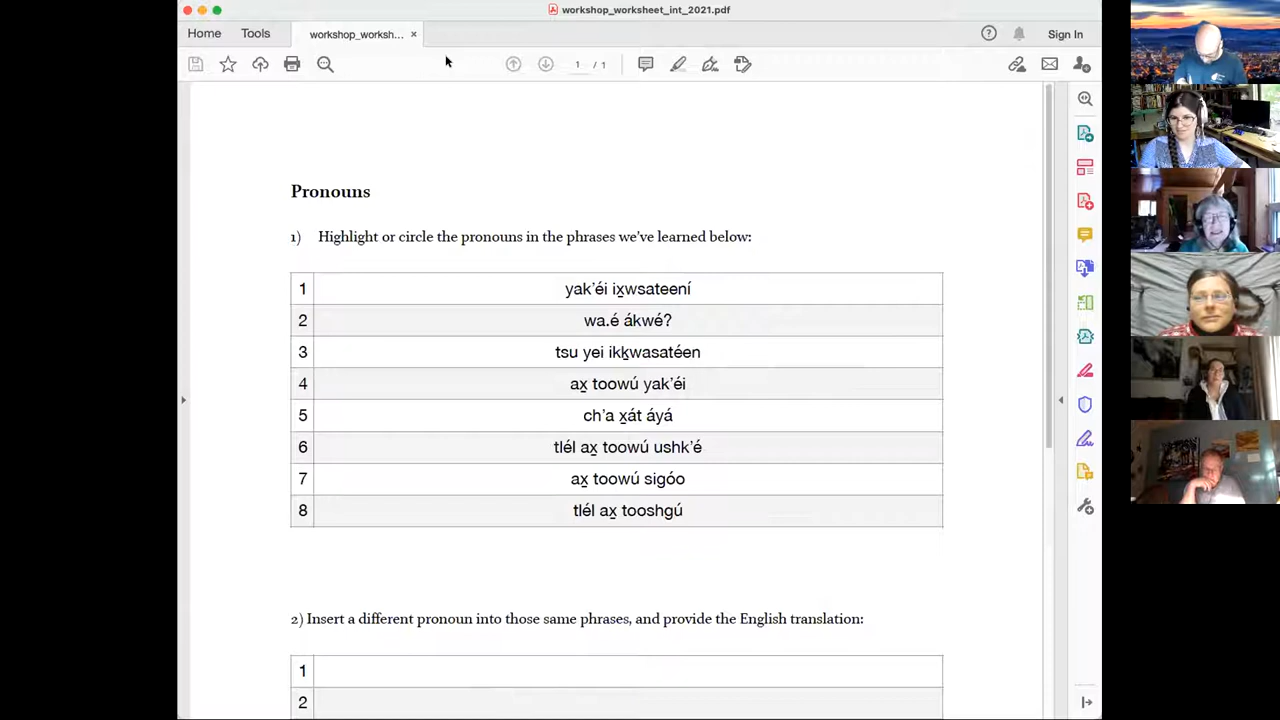 workshop_worksheet_int_2021.pdf
Home Tools workshop_worksh... × Sign In
1 / 1
Pronouns
1) Highlight or circle the pronouns in the phrases we've learned below:
1 yak'éi ix̱wsateení
2 wa.é ákwé?
3 tsu yei iḵḵwasatéen
4 ax̱ toowú yak'éi
5 ch'a x̱át áyá
6 tlél ax̱ toowú ushk'é
7 ax̱ toowú sigóo
8 tlél ax̱ tooshgú
2) Insert a different pronoun into those same phrases, and provide the English translation:
1
2